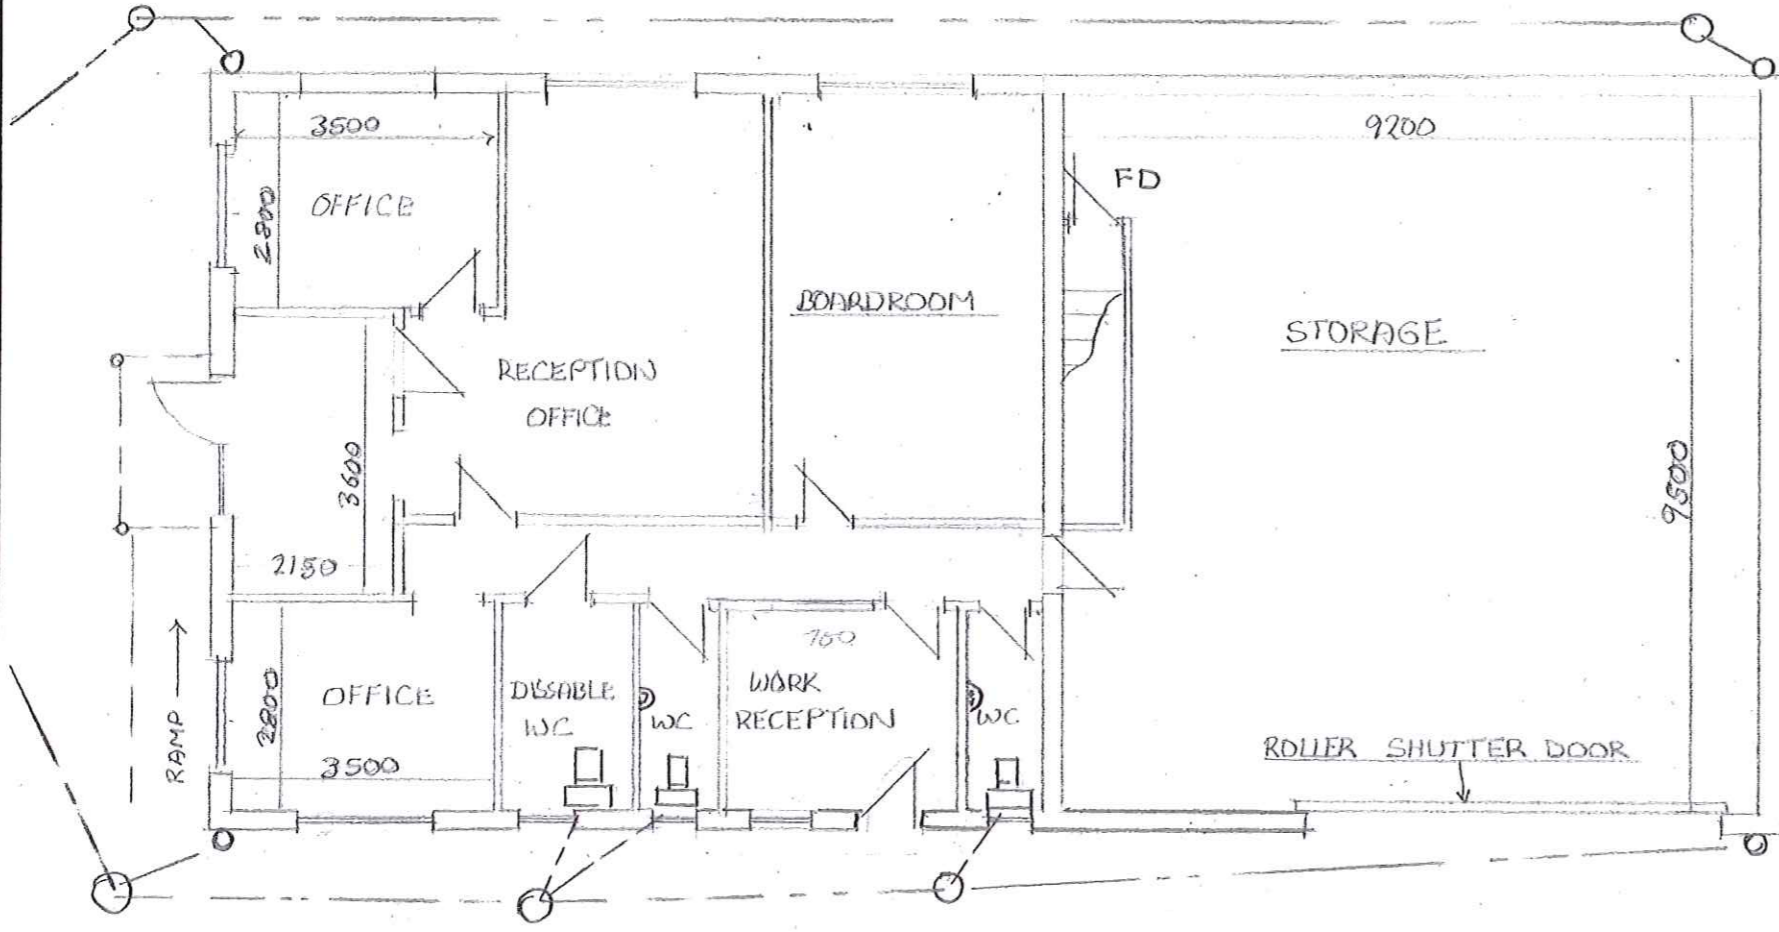 3500
9200
FD
OFFICE
2800
BOARDROOM
STORAGE
RECEPTION
OFFICE
3600
9500
2150
750
OFFICE
DISSABLE
WC
WC
WORK
RECEPTION
WC
2800
RAMP
3500
ROLLER SHUTTER DOOR